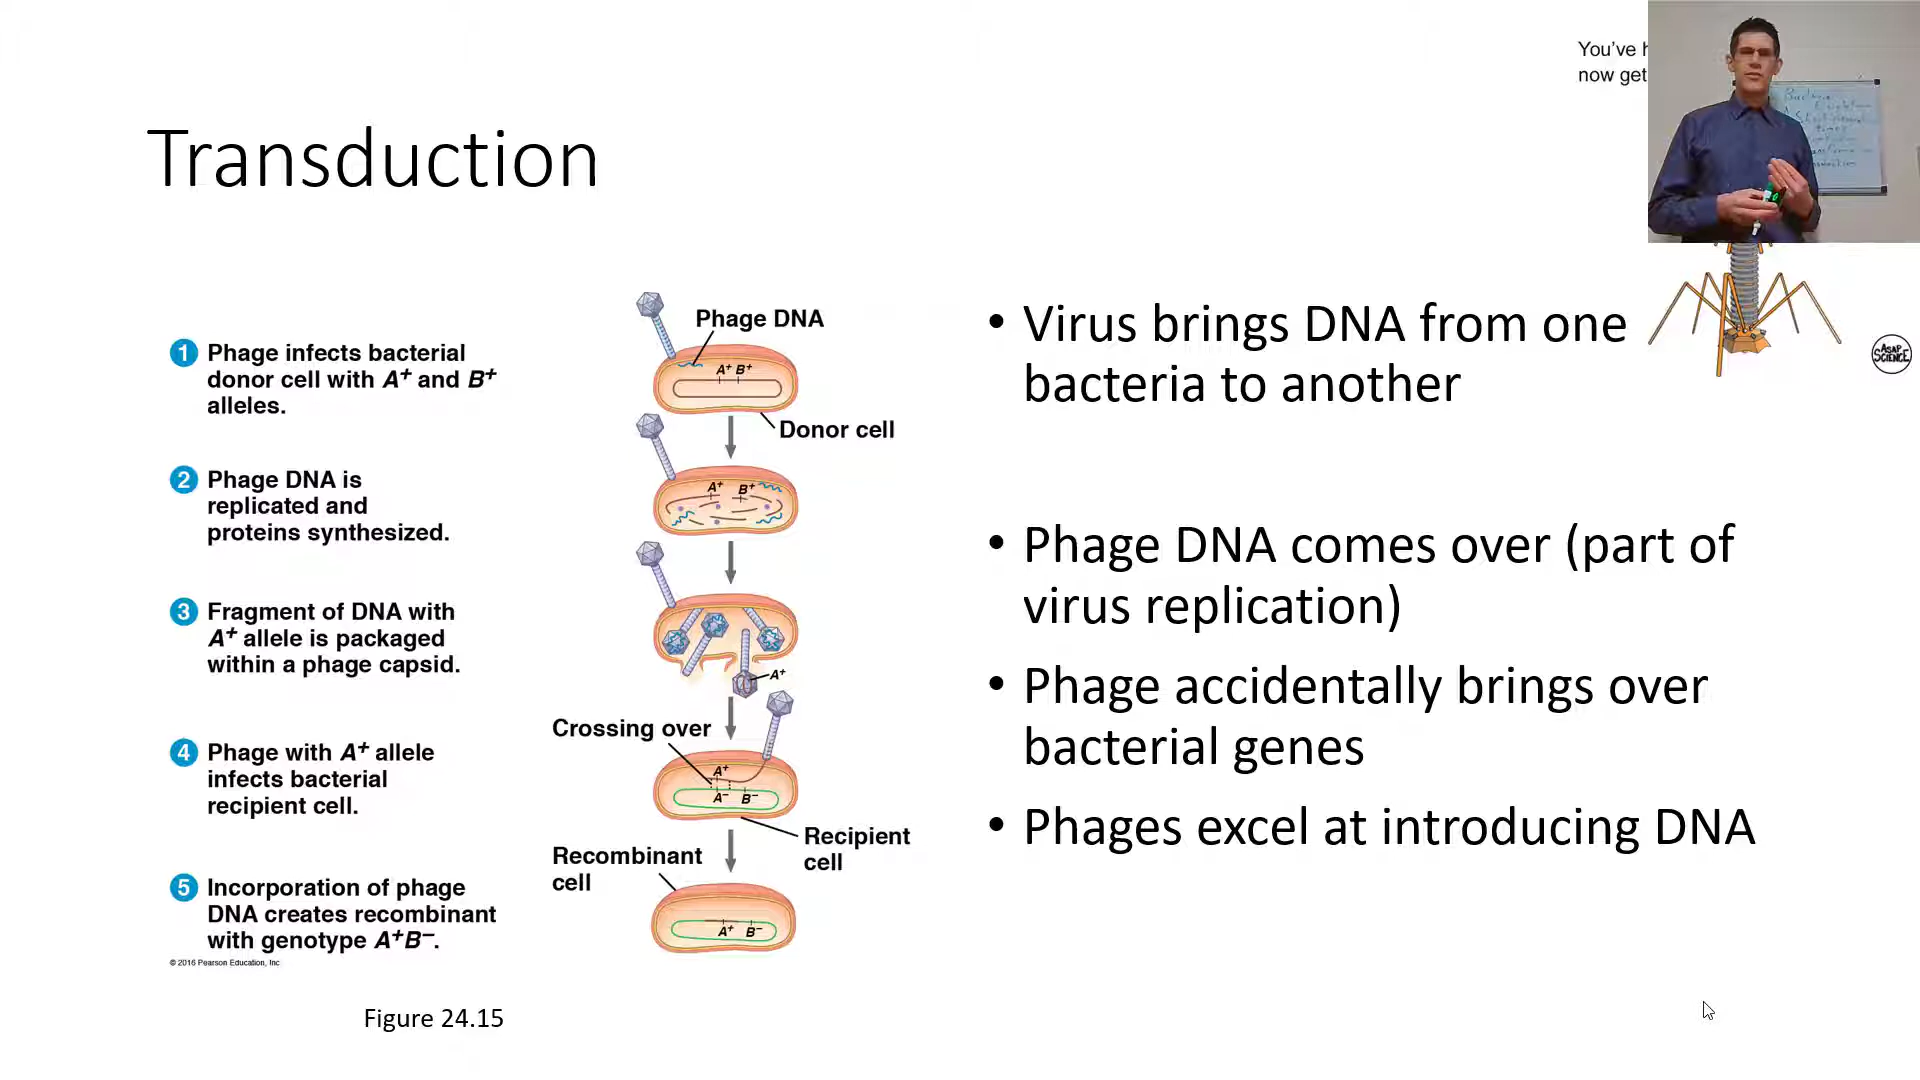 You've
now get
Transduction
1 Phage infects bacterial
donor cell with A⁺ and B⁺
alleles.
2 Phage DNA is
replicated and
proteins synthesized.
3 Fragment of DNA with
A⁺ allele is packaged
within a phage capsid.
4 Phage with A⁺ allele
infects bacterial
recipient cell.
5 Incorporation of phage
DNA creates recombinant
with genotype A⁺B⁻.
© 2016 Pearson Education, Inc
Figure 24.15
Phage DNA
A⁺ B⁺
Donor cell
A⁺ B⁺
A⁺
Crossing over
A⁺
A⁻ B⁻
Recipient
cell
Recombinant
cell
A⁺ B⁻
• Virus brings DNA from one
bacteria to another
• Phage DNA comes over (part of
virus replication)
• Phage accidentally brings over
bacterial genes
• Phages excel at introducing DNA
ASAP
SCIENCE